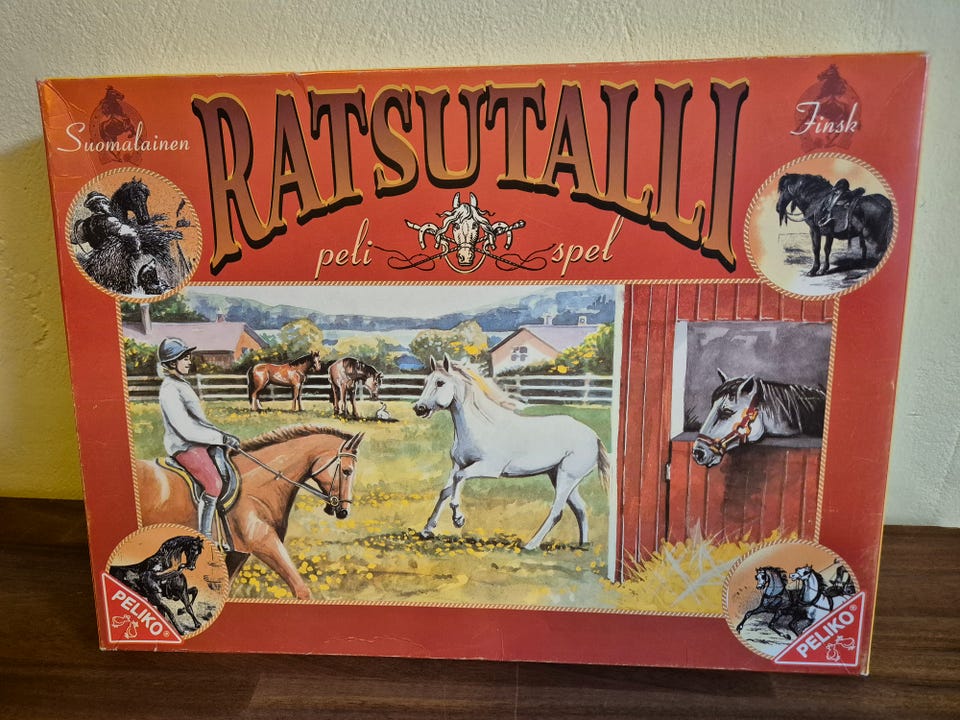 Suomalainen
RATSUTALLI
Finsk
peli spel
PELIKO®
PELIKO®